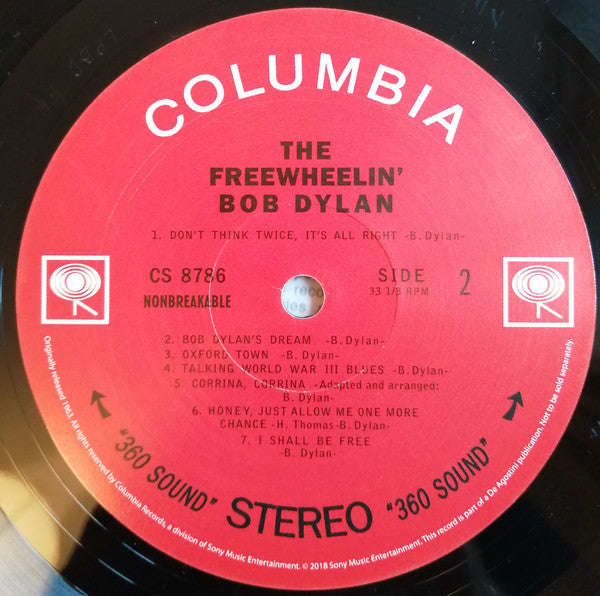 COLUMBIA
THE
FREEWHEELIN'
BOB DYLAN
1. DON'T THINK TWICE, IT'S ALL RIGHT -B. Dylan-
CS 8786
NONBREAKABLE
SIDE 2
33 1/3 RPM
2. BOB DYLAN'S DREAM -B. Dylan-
3. OXFORD TOWN -B. Dylan-
4. TALKING WORLD WAR III BLUES -B. Dylan-
5. CORRINA, CORRINA -Adapted and arranged:
B. Dylan-
6. HONEY, JUST ALLOW ME ONE MORE
CHANCE -H. Thomas-B. Dylan-
7. I SHALL BE FREE
-B. Dylan-
"360 SOUND" STEREO "360 SOUND"
Originally released 1963. All rights reserved by Columbia Records, a division of Sony Music Entertainment. © 2018 Sony Music Entertainment. This record is part of a De Agostini publication. Not to be sold separately.